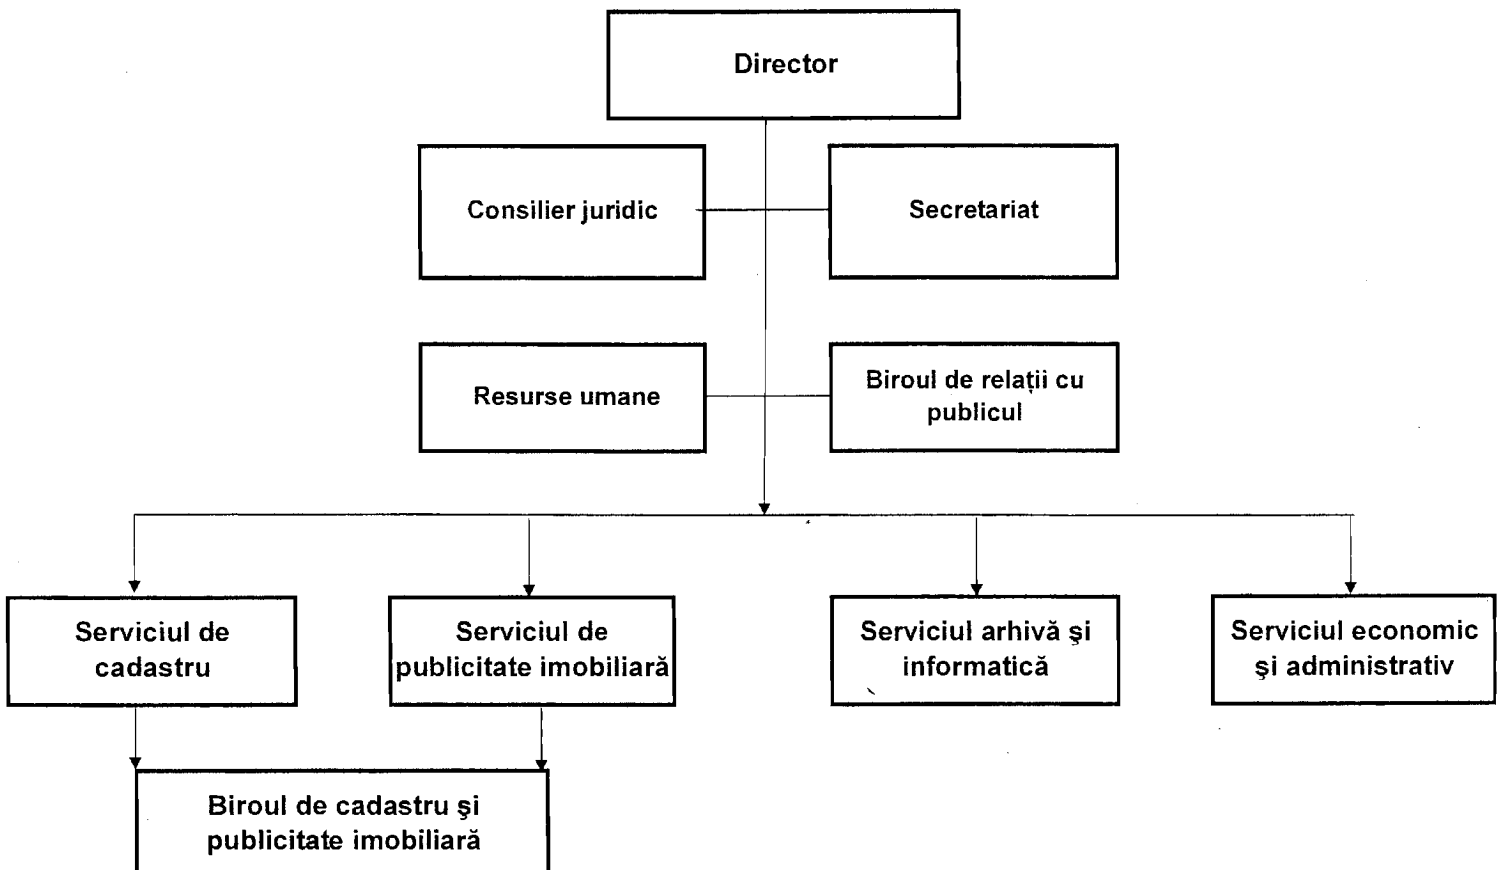 Director
Consilier juridic
Secretariat
Resurse umane
Biroul de relaţii cu
publicul
Serviciul de
cadastru
Serviciul de
publicitate imobiliară
Serviciul arhivă şi
informatică
Serviciul economic
şi administrativ
Biroul de cadastru şi
publicitate imobiliară